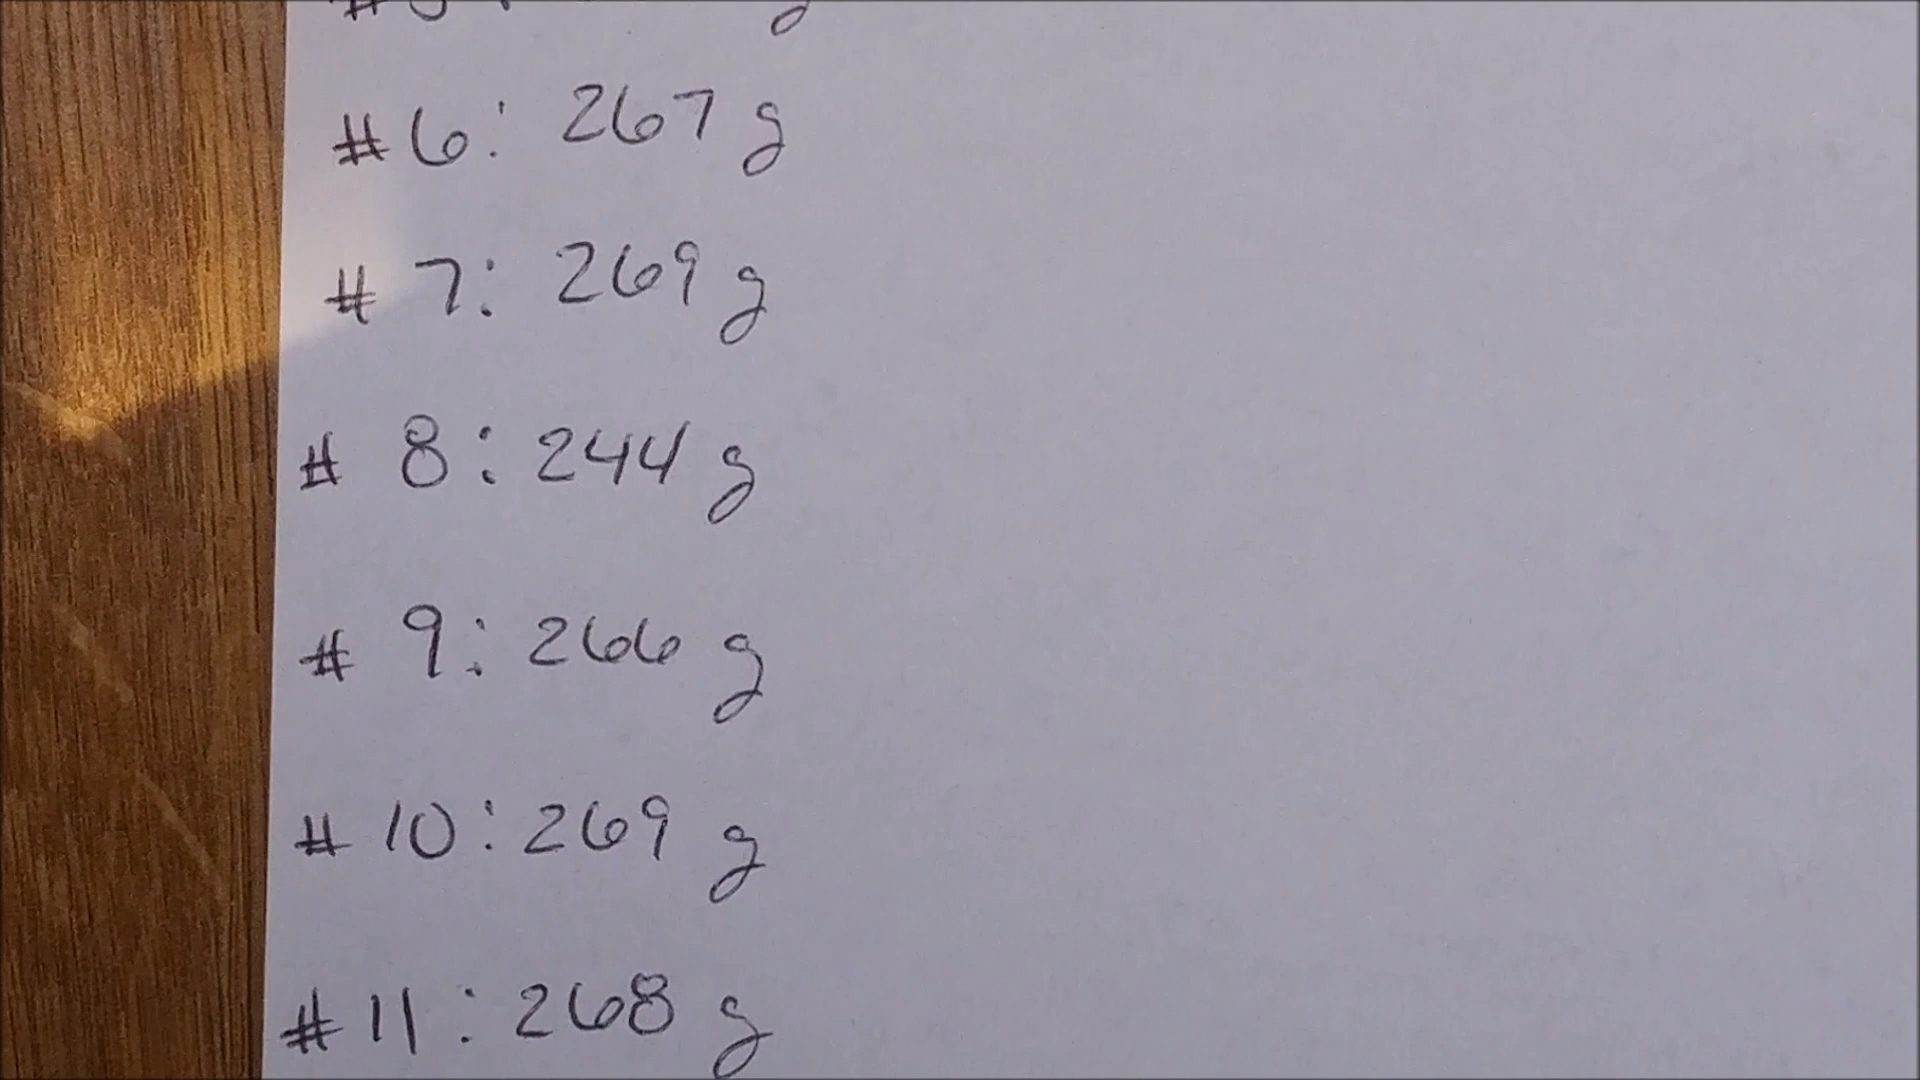 #6: 267 g
# 7: 269 g
# 8: 244 g
# 9: 266 g
# 10: 269 g
# 11: 268 g